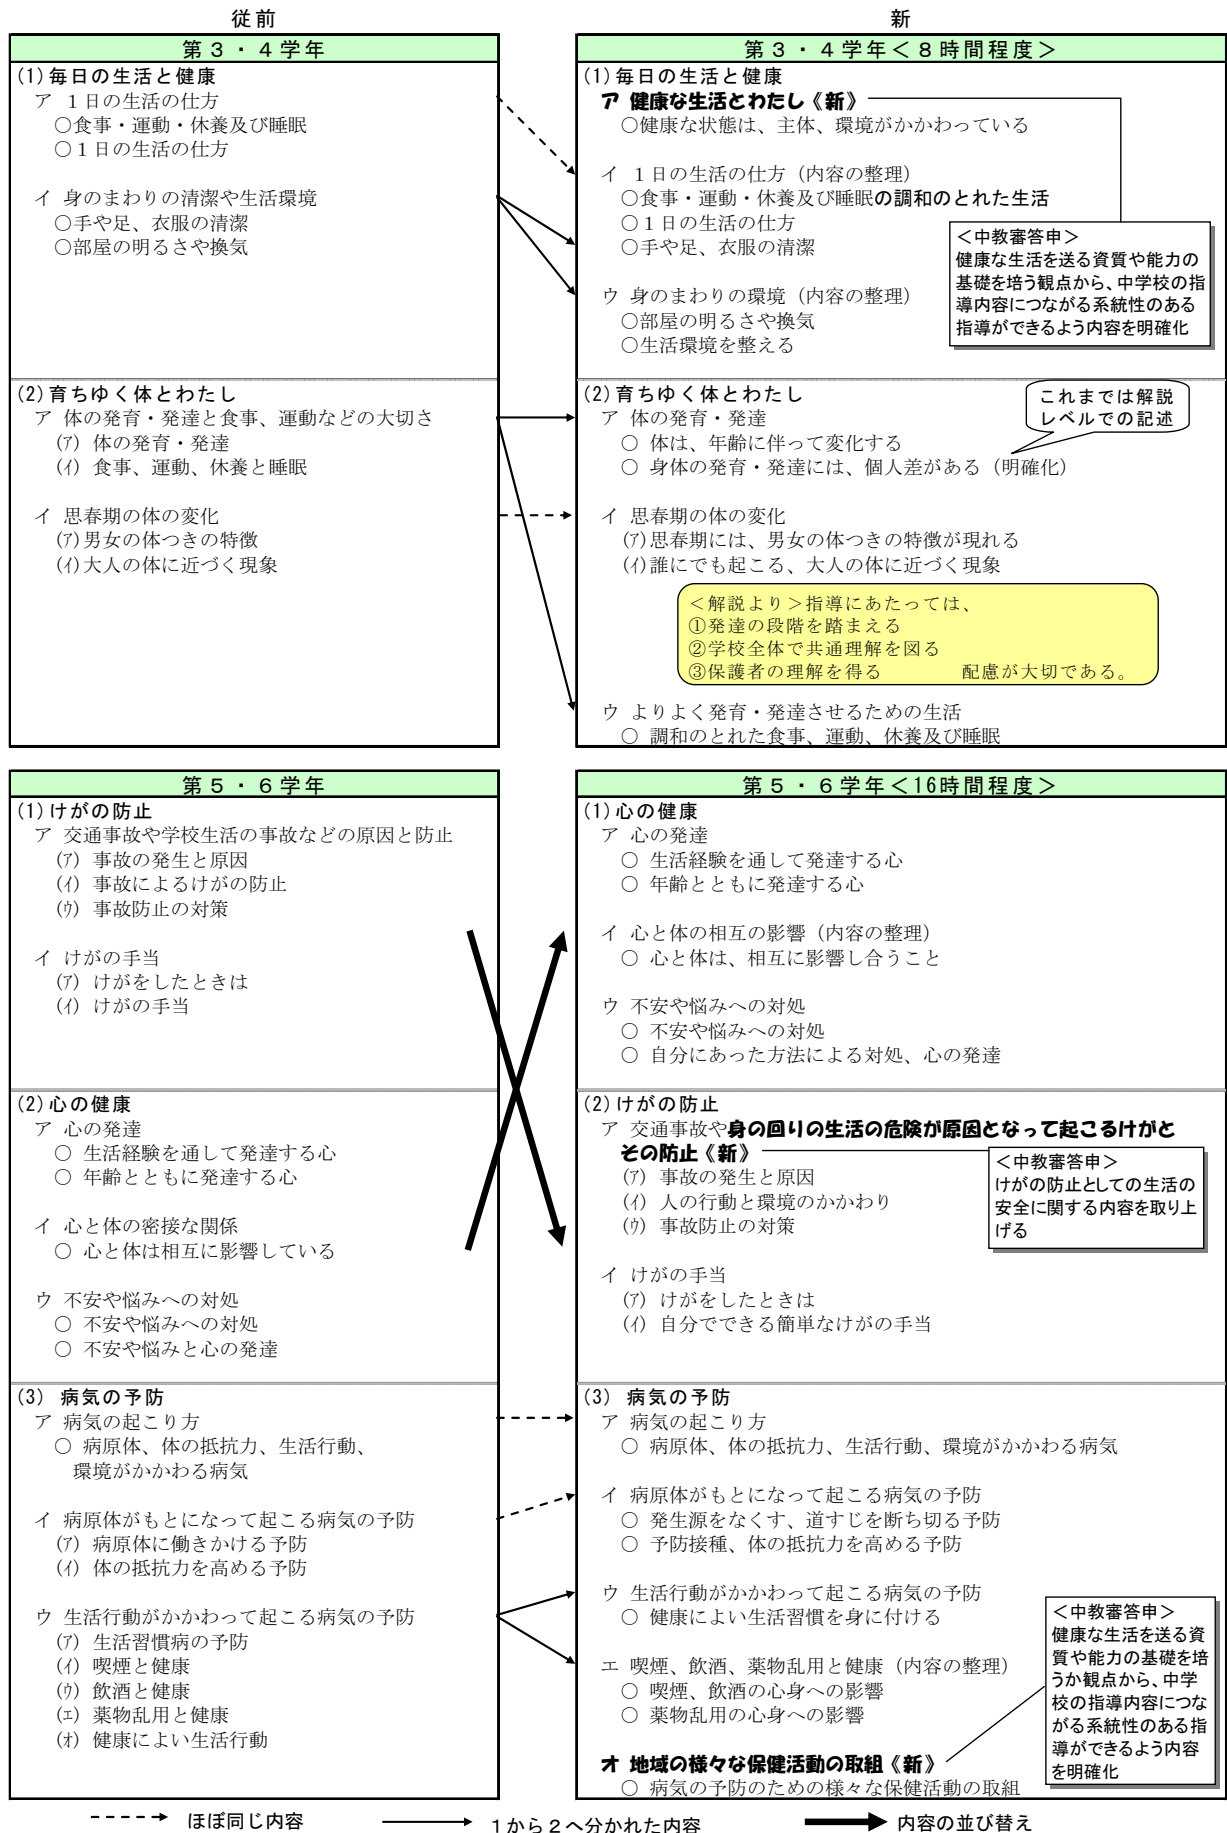 従前
第３・４学年
(1)毎日の生活と健康
ア １日の生活の仕方
○食事・運動・休養及び睡眠
○１日の生活の仕方
イ 身のまわりの清潔や生活環境
○手や足、衣服の清潔
○部屋の明るさや換気
(2)育ちゆく体とわたし
ア 体の発育・発達と食事、運動などの大切さ
(ｱ) 体の発育・発達
(ｲ) 食事、運動、休養と睡眠
イ 思春期の体の変化
(ｱ)男女の体つきの特徴
(ｲ)大人の体に近づく現象
新
第３・４学年＜８時間程度＞
(1)毎日の生活と健康
ア 健康な生活とわたし《新》
○健康な状態は、主体、環境がかかわっている
イ １日の生活の仕方（内容の整理）
○食事・運動・休養及び睡眠の調和のとれた生活
○１日の生活の仕方
○手や足、衣服の清潔
ウ 身のまわりの環境（内容の整理）
○部屋の明るさや換気
○生活環境を整える
＜中教審答申＞
健康な生活を送る資質や能力の
基礎を培う観点から、中学校の指
導内容につながる系統性のある
指導ができるよう内容を明確化
(2)育ちゆく体とわたし
ア 体の発育・発達
○ 体は、年齢に伴って変化する
○ 身体の発育・発達には、個人差がある（明確化）
これまでは解説
レベルでの記述
イ 思春期の体の変化
(ｱ)思春期には、男女の体つきの特徴が現れる
(ｲ)誰にでも起こる、大人の体に近づく現象
＜解説より＞指導にあたっては、
①発達の段階を踏まえる
②学校全体で共通理解を図る
③保護者の理解を得る 配慮が大切である。
ウ よりよく発育・発達させるための生活
○ 調和のとれた食事、運動、休養及び睡眠
第５・６学年
(1)けがの防止
ア 交通事故や学校生活の事故などの原因と防止
(ｱ) 事故の発生と原因
(ｲ) 事故によるけがの防止
(ｳ) 事故防止の対策
イ けがの手当
(ｱ) けがをしたときは
(ｲ) けがの手当
(2)心の健康
ア 心の発達
○ 生活経験を通して発達する心
○ 年齢とともに発達する心
イ 心と体の密接な関係
○ 心と体は相互に影響している
ウ 不安や悩みへの対処
○ 不安や悩みへの対処
○ 不安や悩みと心の発達
(3) 病気の予防
ア 病気の起こり方
○ 病原体、体の抵抗力、生活行動、
環境がかかわる病気
イ 病原体がもとになって起こる病気の予防
(ｱ) 病原体に働きかける予防
(ｲ) 体の抵抗力を高める予防
ウ 生活行動がかかわって起こる病気の予防
(ｱ) 生活習慣病の予防
(ｲ) 喫煙と健康
(ｳ) 飲酒と健康
(ｴ) 薬物乱用と健康
(ｵ) 健康によい生活行動
第５・６学年＜16時間程度＞
(1)心の健康
ア 心の発達
○ 生活経験を通して発達する心
○ 年齢とともに発達する心
イ 心と体の相互の影響（内容の整理）
○ 心と体は、相互に影響し合うこと
ウ 不安や悩みへの対処
○ 不安や悩みへの対処
○ 自分にあった方法による対処、心の発達
(2)けがの防止
ア 交通事故や身の回りの生活の危険が原因となって起こるけがと
その防止《新》
(ｱ) 事故の発生と原因
(ｲ) 人の行動と環境のかかわり
(ｳ) 事故防止の対策
＜中教審答申＞
けがの防止としての生活の
安全に関する内容を取り上
げる
イ けがの手当
(ｱ) けがをしたときは
(ｲ) 自分でできる簡単なけがの手当
(3) 病気の予防
ア 病気の起こり方
○ 病原体、体の抵抗力、生活行動、環境がかかわる病気
イ 病原体がもとになって起こる病気の予防
○ 発生源をなくす、道すじを断ち切る予防
○ 予防接種、体の抵抗力を高める予防
ウ 生活行動がかかわって起こる病気の予防
○ 健康によい生活習慣を身に付ける
エ 喫煙、飲酒、薬物乱用と健康（内容の整理）
○ 喫煙、飲酒の心身への影響
○ 薬物乱用の心身への影響
オ 地域の様々な保健活動の取組《新》
○ 病気の予防のための様々な保健活動の取組
＜中教審答申＞
健康な生活を送る資
質や能力の基礎を培
うか観点から、中学
校の指導内容につな
がる系統性のある指
導ができるよう内容
を明確化
ほぼ同じ内容
１から２へ分かれた内容
内容の並び替え